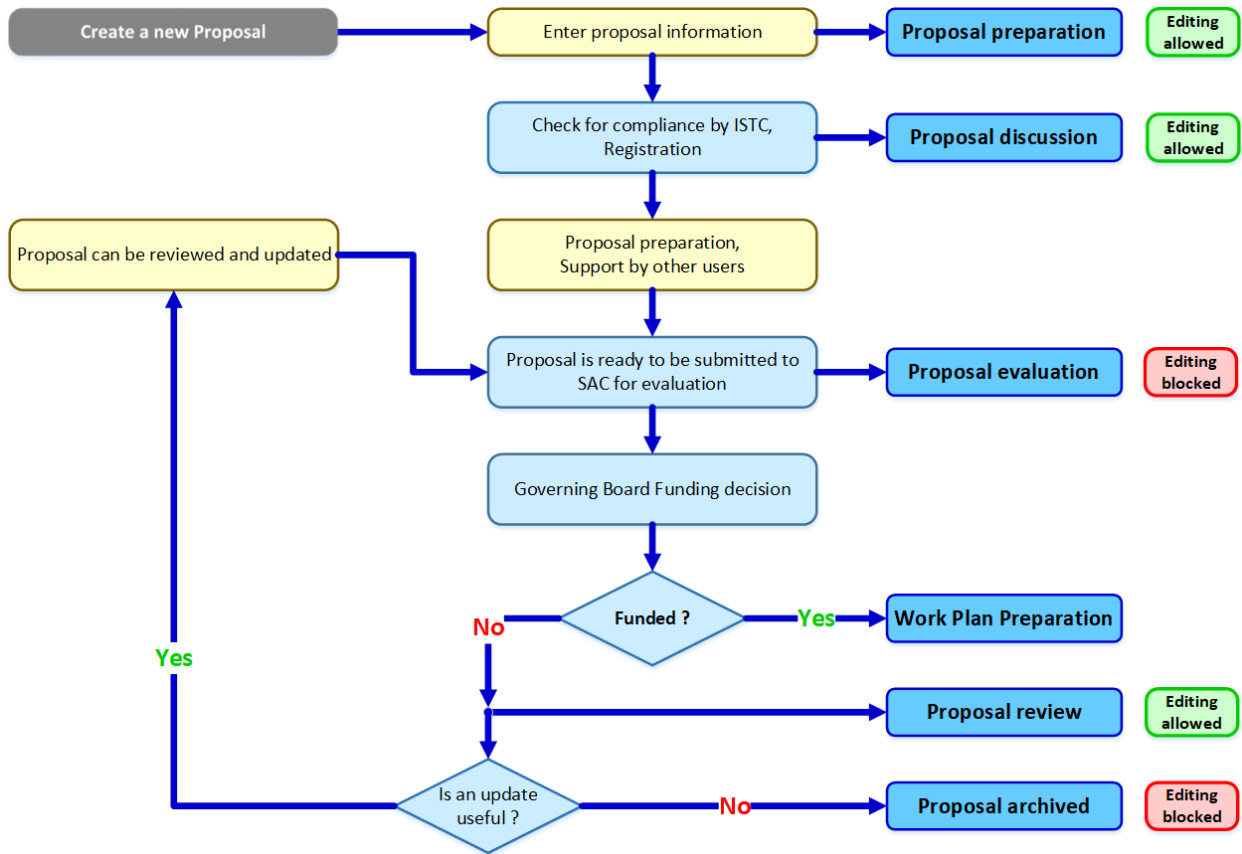 Create a new Proposal
Enter proposal information
Proposal preparation
Editing
allowed
Check for compliance by ISTC,
Registration
Proposal discussion
Editing
allowed
Proposal can be reviewed and updated
Proposal preparation,
Support by other users
Proposal is ready to be submitted to
SAC for evaluation
Proposal evaluation
Editing
blocked
Governing Board Funding decision
Funded ?
No
Yes
Work Plan Preparation
Yes
Proposal review
Editing
allowed
Is an update
useful ?
No
Proposal archived
Editing
blocked